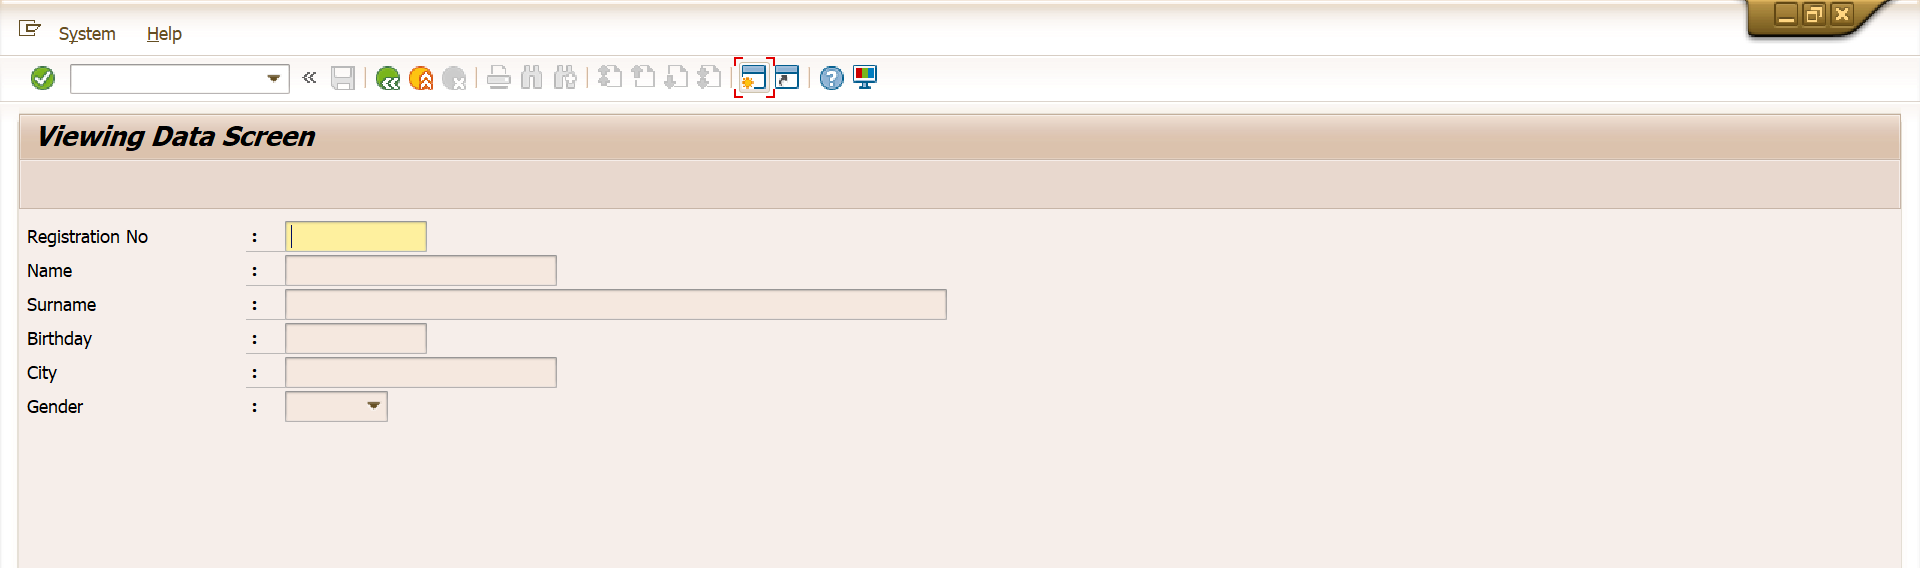 System Help
Viewing Data Screen
Registration No :
Name :
Surname :
Birthday :
City :
Gender :